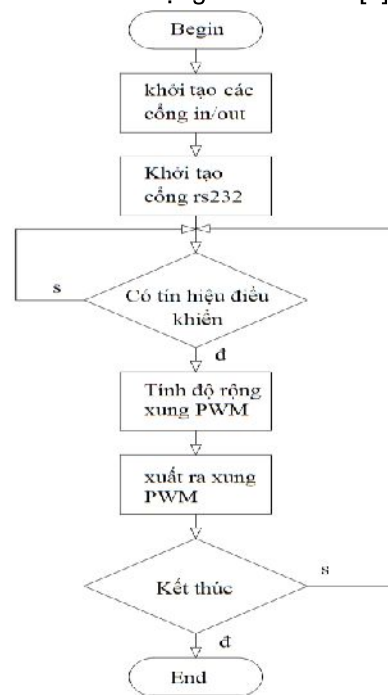 Begin
khởi tạo các
cổng in/out
Khởi tạo
cổng rs232
Có tín hiệu điều
khiển
s
đ
Tính độ rộng
xung PWM
xuất ra xung
PWM
Kết thúc
s
đ
End